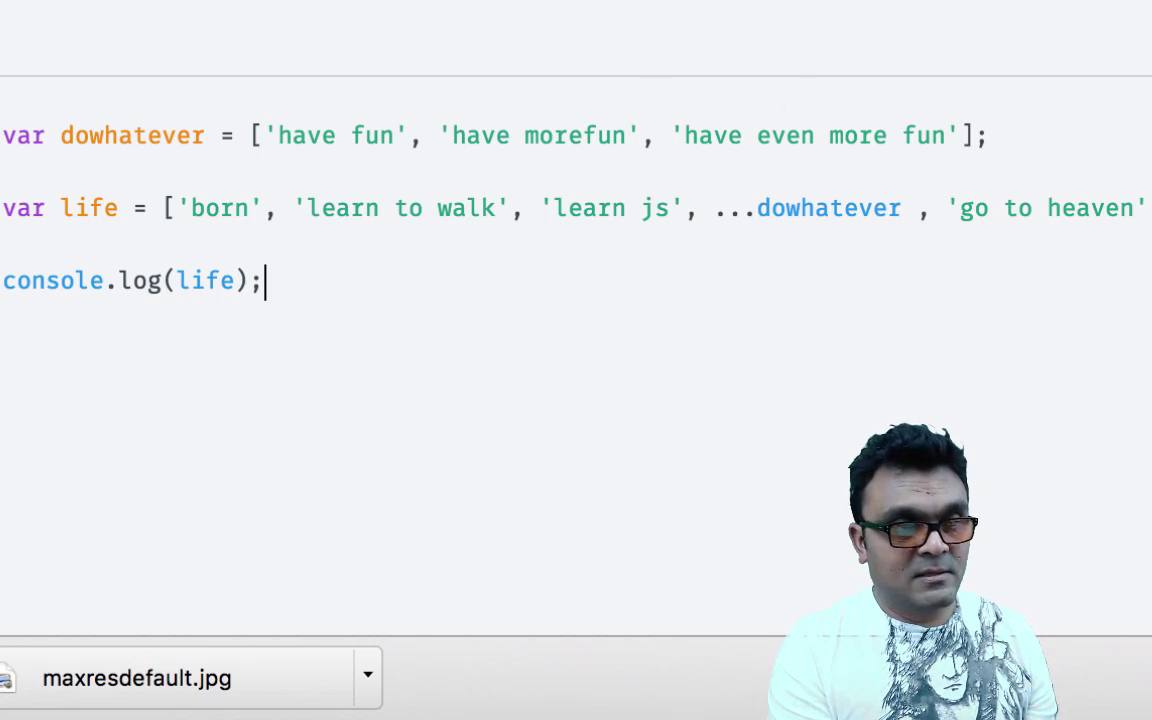 var dowhatever = ['have fun', 'have morefun', 'have even more fun'];
var life = ['born', 'learn to walk', 'learn js', ...dowhatever , 'go to heaven'
console.log(life);
maxresdefault.jpg